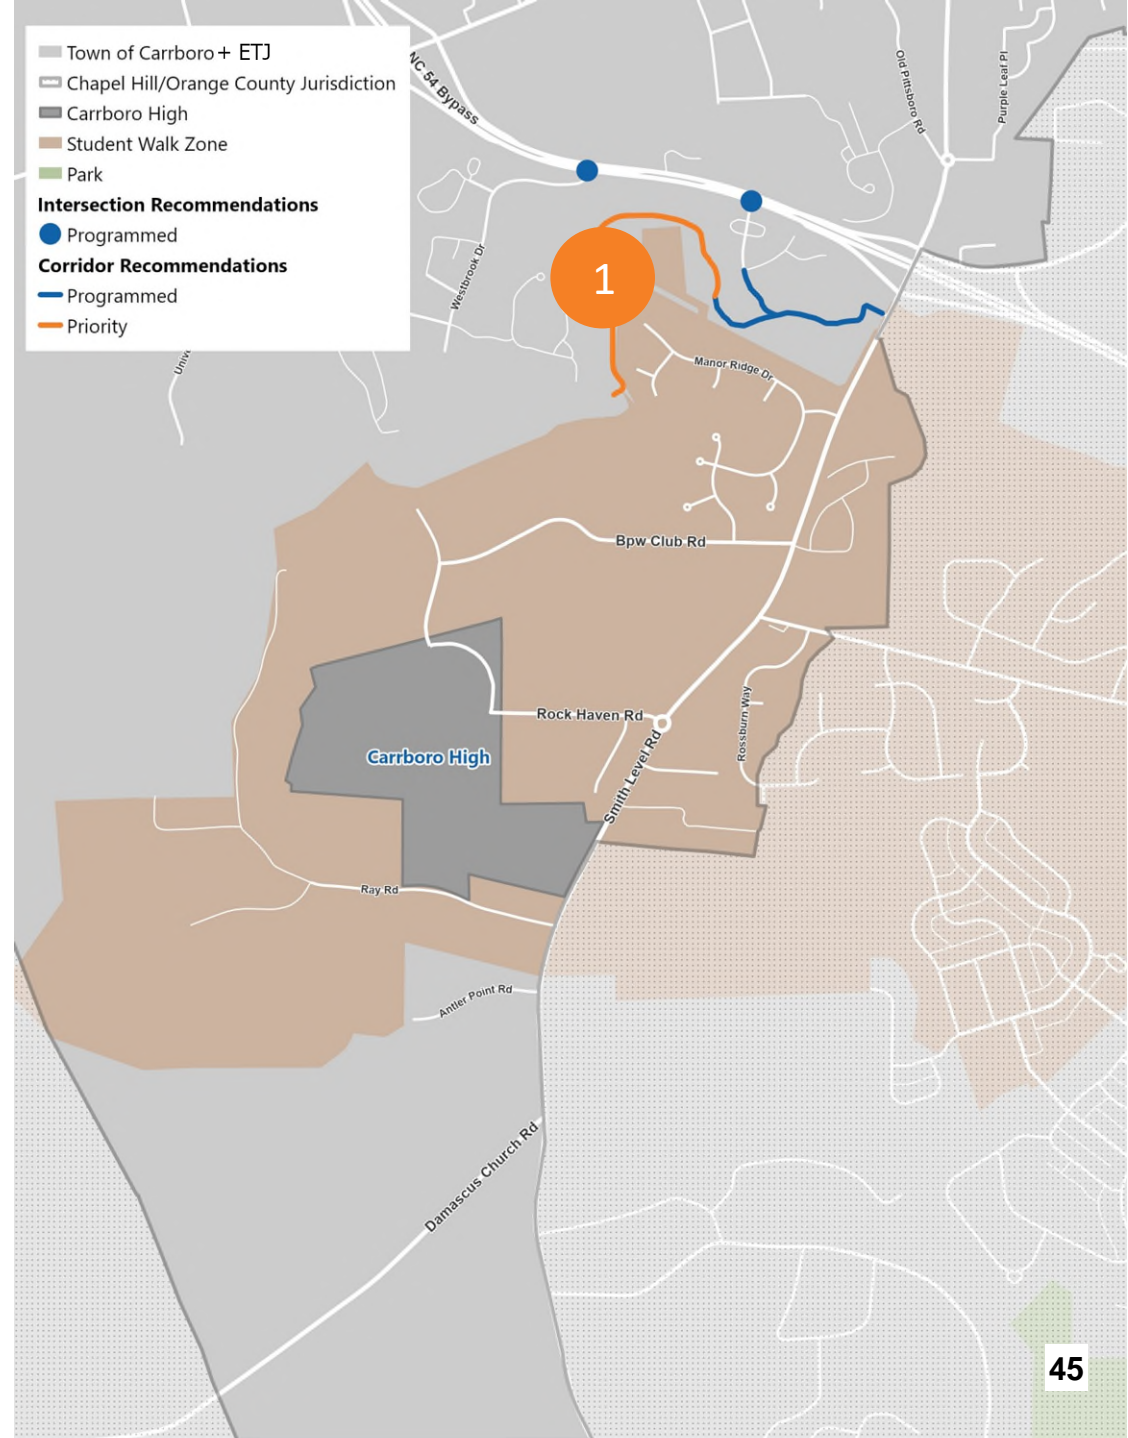 Town of Carrboro + ETJ
Chapel Hill/Orange County Jurisdiction
Carrboro High
Student Walk Zone
Park
Intersection Recommendations
Programmed
Corridor Recommendations
Programmed
Priority
NC 54 Bypass
Old Pittsboro Rd
Purple Leaf Pl
Westbrook Dr
1
Univ
Manor Ridge Dr
Bpw Club Rd
Rock Haven Rd
Rossburn Way
Carrboro High
Smith Level Rd
Ray Rd
Antler Point Rd
Damascus Church Rd
45